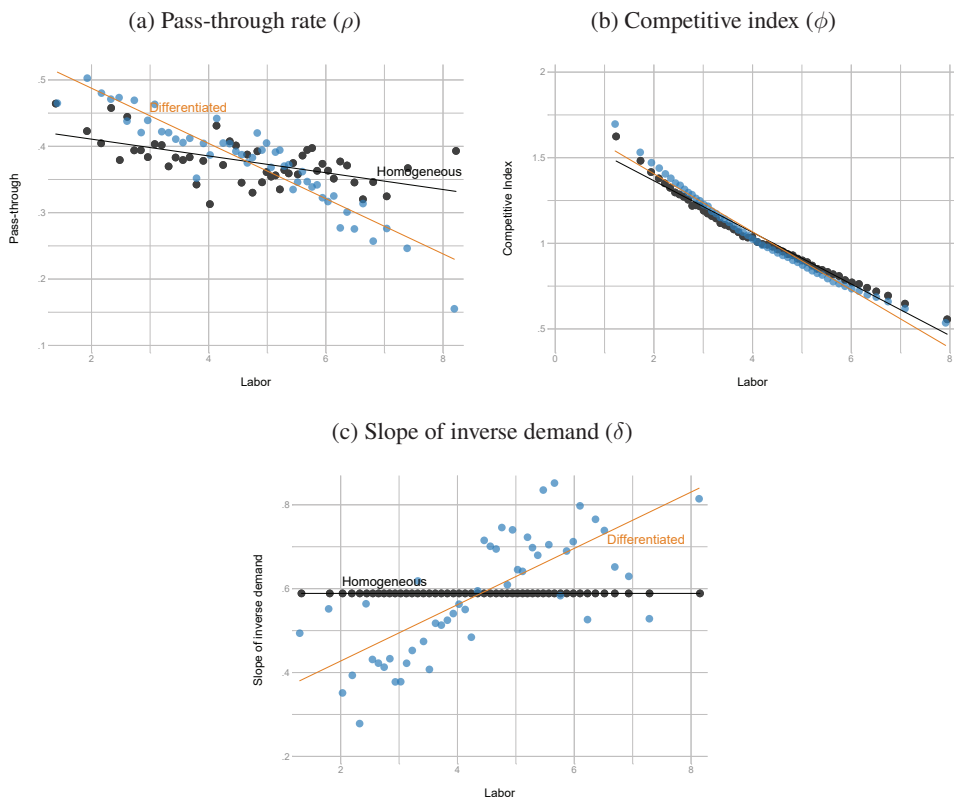 (a) Pass-through rate (ρ)
.5
.4
.3
.2
.1
2
4
6
8
Pass-through
Labor
Differentiated
Homogeneous
(b) Competitive index (ϕ)
2
1.5
1
.5
0
2
4
6
8
Competitive Index
Labor
(c) Slope of inverse demand (δ)
.8
.6
.4
.2
2
4
6
8
Slope of inverse demand
Labor
Homogeneous
Differentiated